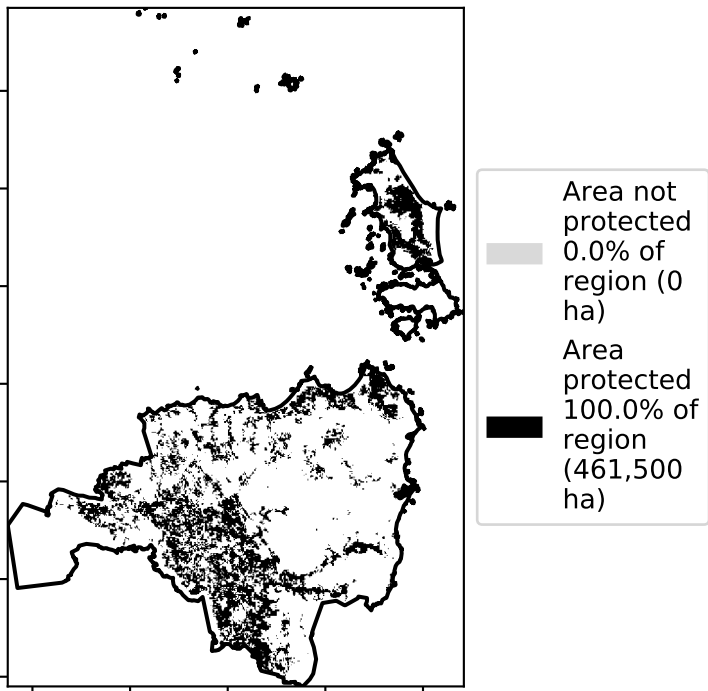 Area not
protected
0.0% of
region (0
ha)
Area
protected
100.0% of
region
(461,500
ha)